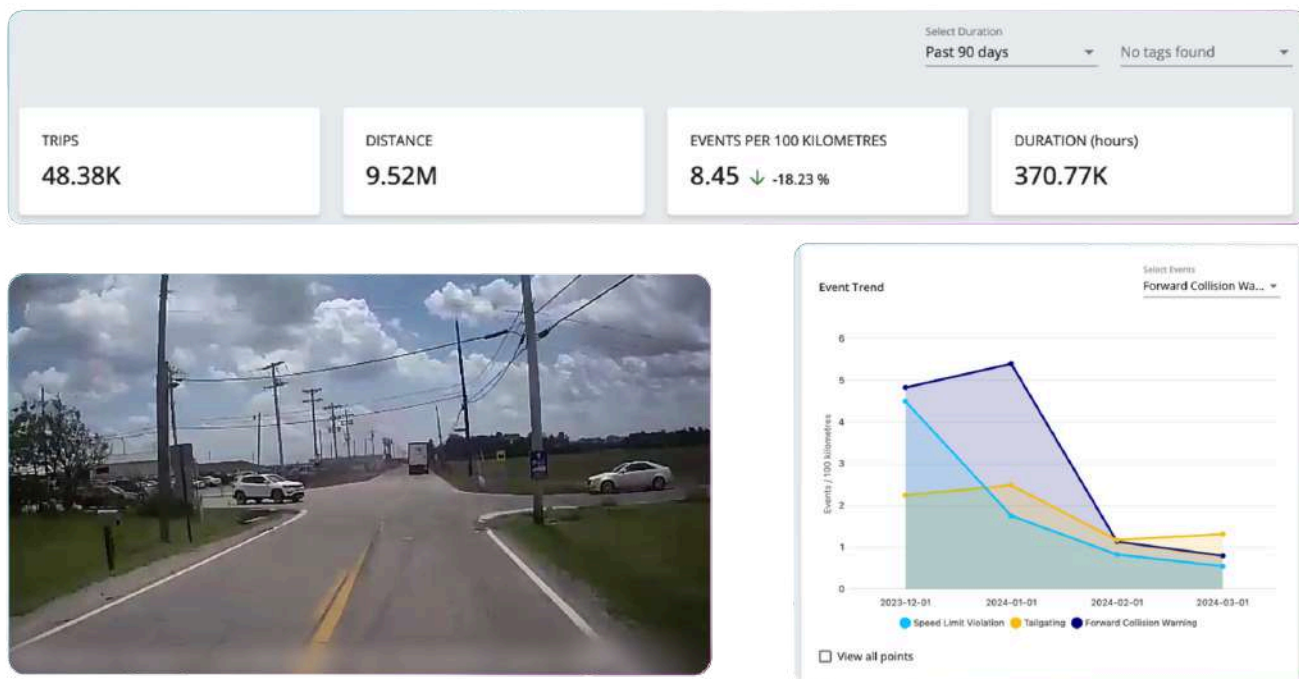 Select Duration
Past 90 days
No tags found
TRIPS
48.38K
DISTANCE
9.52M
EVENTS PER 100 KILOMETRES
8.45 ↓ -18.23 %
DURATION (hours)
370.77K
Event Trend
Select Events
Forward Collision Wa...
Events / 100 kilometres
6
5
4
3
2
1
0
2023-12-01 2024-01-01 2024-02-01 2024-03-01
Speed Limit Violation Tailgating Forward Collision Warning
View all points